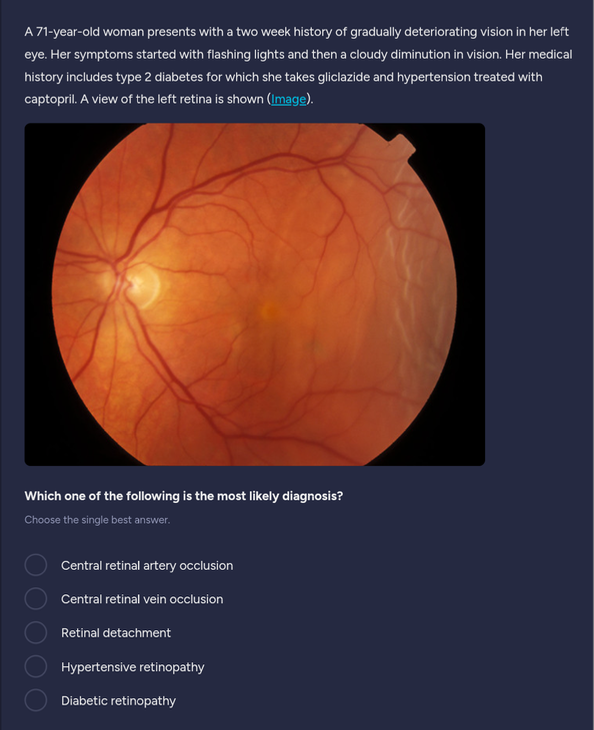 A 71-year-old woman presents with a two week history of gradually deteriorating vision in her left
eye. Her symptoms started with flashing lights and then a cloudy diminution in vision. Her medical
history includes type 2 diabetes for which she takes gliclazide and hypertension treated with
captopril. A view of the left retina is shown (Image).
Which one of the following is the most likely diagnosis?
Choose the single best answer.
Central retinal artery occlusion
Central retinal vein occlusion
Retinal detachment
Hypertensive retinopathy
Diabetic retinopathy